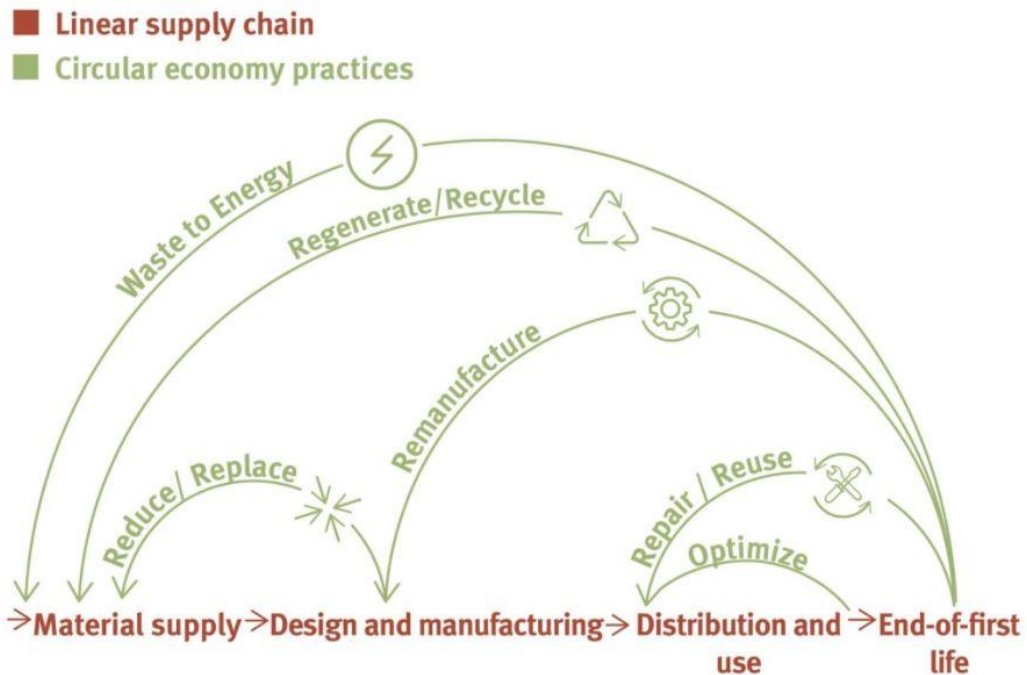 Linear supply chain
Circular economy practices
Waste to Energy
Regenerate/Recycle
Remanufacture
Reduce/ Replace
Repair / Reuse
Optimize
Material supply
Design and manufacturing
Distribution and
use
End-of-first
life